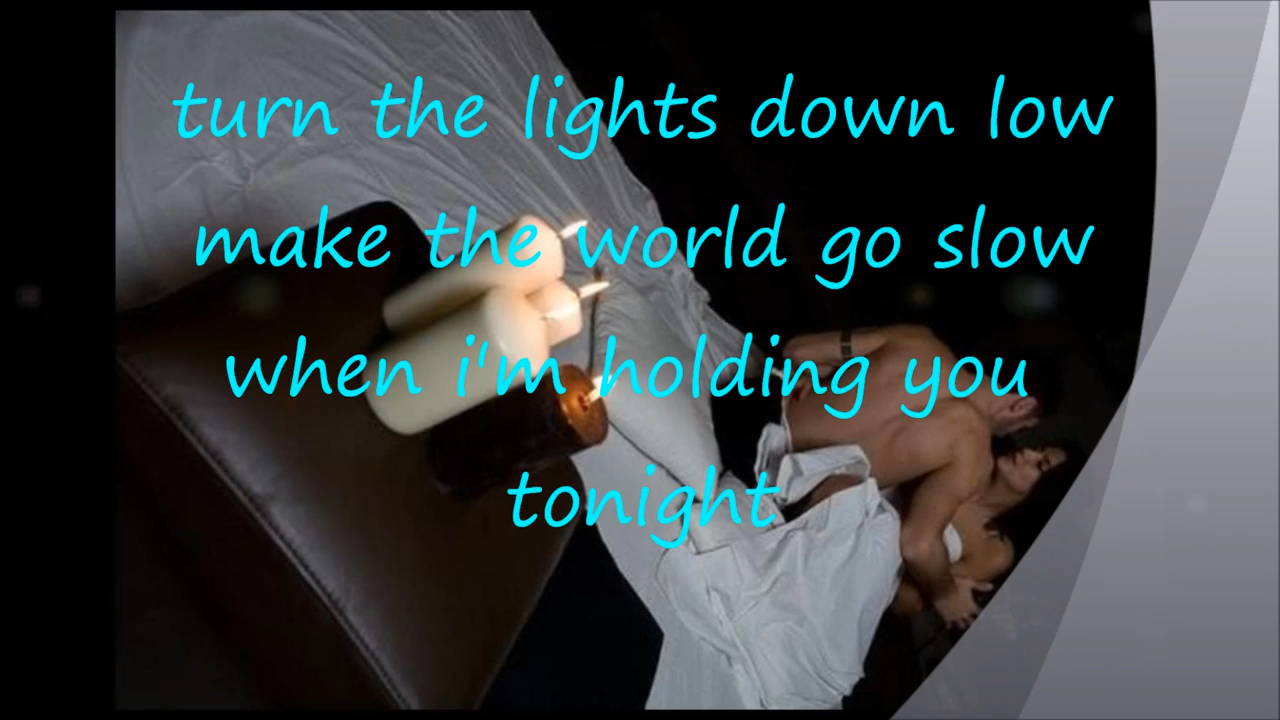 turn the lights down low
make the world go slow
when i'm holding you
tonight